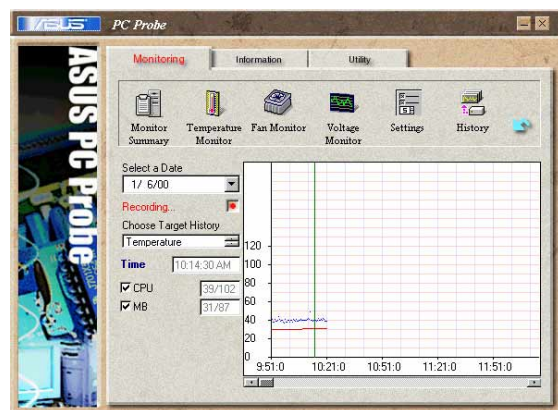 ASUS PC Probe
ASUS PC Probe
Monitoring Information Utility
Monitor Summary
Temperature Monitor
Fan Monitor
Voltage Monitor
Settings
History
Select a Date
1/ 6/00
Recording...
Choose Target History
Temperature
Time 10:14:30 AM
CPU 39/102
MB 31/87
120
100
80
60
40
20
0
9:51:0 10:21:0 10:51:0 11:21:0 11:51:0